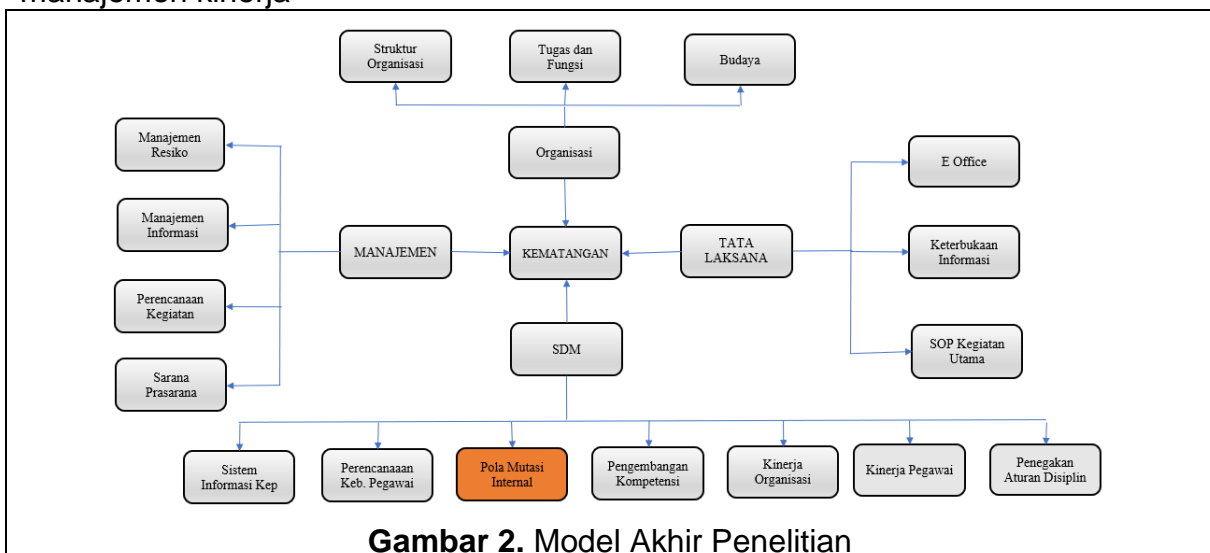 manajemen kinerja
Struktur
Organisasi
Tugas dan
Fungsi
Budaya
Manajemen
Resiko
Organisasi
E Office
Manajemen
Informasi
MANAJEMEN
KEMATANGAN
TATA
LAKSANA
Keterbukaan
Informasi
Perencanaan
Kegiatan
SDM
SOP Kegiatan
Utama
Sarana
Prasarana
Sistem
Informasi Kep
Perencanaaan
Keb. Pegawai
Pola Mutasi
Internal
Pengembangan
Kompetensi
Kinerja
Organisasi
Kinerja Pegawai
Penegakan
Aturan Disiplin
Gambar 2. Model Akhir Penelitian